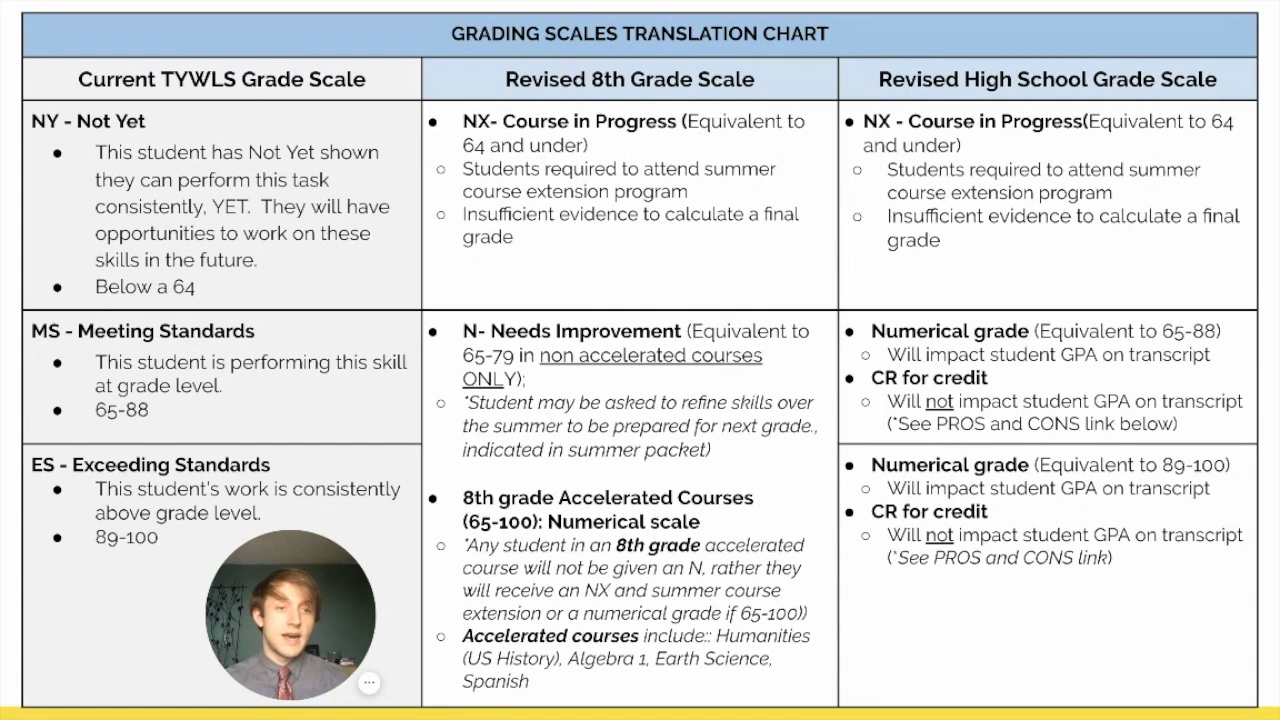 GRADING SCALES TRANSLATION CHART
Current TYWLS Grade Scale
Revised 8th Grade Scale
Revised High School Grade Scale
NY - Not Yet
● This student has Not Yet shown
they can perform this task
consistently, YET. They will have
opportunities to work on these
skills in the future.
● Below a 64
● NX- Course in Progress (Equivalent to
64 and under)
○ Students required to attend summer
course extension program
○ Insufficient evidence to calculate a final
grade
● NX - Course in Progress(Equivalent to 64
and under)
○ Students required to attend summer
course extension program
○ Insufficient evidence to calculate a final
grade
MS - Meeting Standards
● This student is performing this skill
at grade level.
● 65-88
● N- Needs Improvement (Equivalent to
65-79 in non accelerated courses
ONLY);
○ *Student may be asked to refine skills over
the summer to be prepared for next grade.,
indicated in summer packet)
● Numerical grade (Equivalent to 65-88)
○ Will impact student GPA on transcript
● CR for credit
○ Will not impact student GPA on transcript
(*See PROS and CONS link below)
ES - Exceeding Standards
● This student's work is consistently
above grade level.
● 89-100
● 8th grade Accelerated Courses
(65-100): Numerical scale
○ *Any student in an 8th grade accelerated
course will not be given an N, rather they
will receive an NX and summer course
extension or a numerical grade if 65-100))
○ Accelerated courses include:: Humanities
(US History), Algebra 1, Earth Science,
Spanish
● Numerical grade (Equivalent to 89-100)
○ Will impact student GPA on transcript
● CR for credit
○ Will not impact student GPA on transcript
(*See PROS and CONS link)